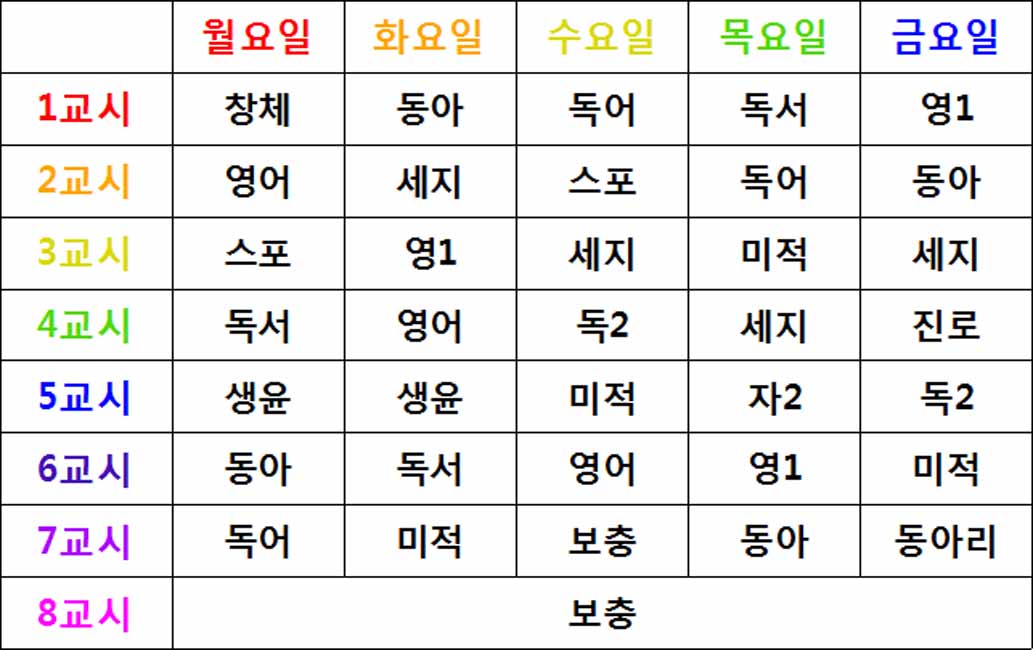 월요일 화요일 수요일 목요일 금요일
1교시 창체 동아 독어 독서 영1
2교시 영어 세지 스포 독어 동아
3교시 스포 영1 세지 미적 세지
4교시 독서 영어 독2 세지 진로
5교시 생윤 생윤 미적 자2 독2
6교시 동아 독서 영어 영1 미적
7교시 독어 미적 보충 동아 동아리
8교시 보충